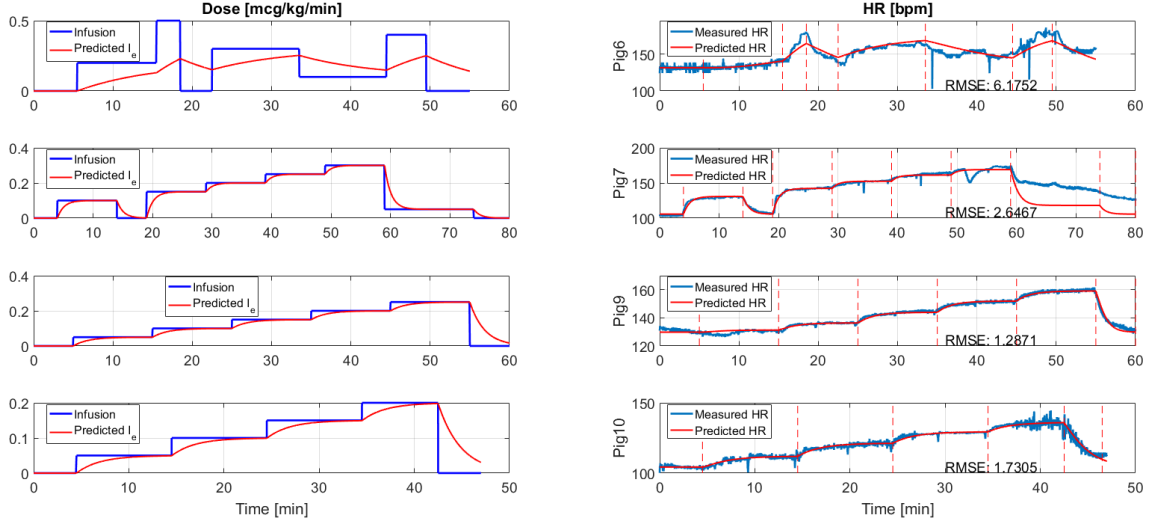 Dose [mcg/kg/min]
HR [bpm]
0.5
Infusion
Predicted I_e
0
0 10 20 30 40 50 60
Pig6
150
100
Measured HR
Predicted HR
RMSE: 6.1752
0 10 20 30 40 50 60
0.4
0.2
0
Infusion
Predicted I_e
0 10 20 30 40 50 60 70 80
Pig7
200
150
100
Measured HR
Predicted HR
RMSE: 2.6467
0 10 20 30 40 50 60 70 80
0.4
0.2
0
Infusion
Predicted I_e
0 10 20 30 40 50 60
Pig9
160
140
120
Measured HR
Predicted HR
RMSE: 1.2871
0 10 20 30 40 50 60
0.2
0.1
0
Infusion
Predicted I_e
0 10 20 30 40 50
Time [min]
Pig10
150
100
Measured HR
Predicted HR
RMSE: 1.7305
0 10 20 30 40 50
Time [min]